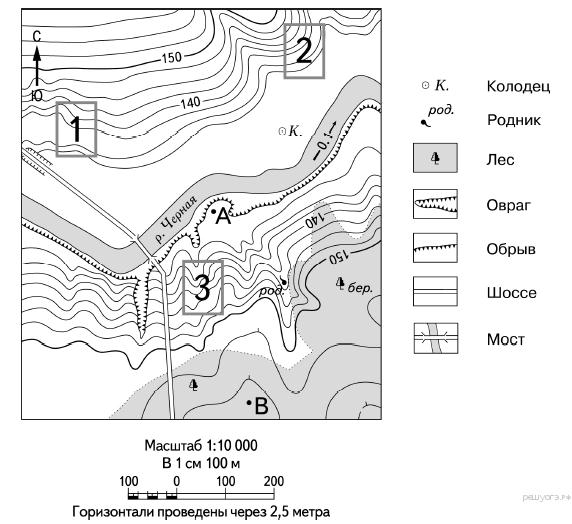 С
Ю
150
140
1
2
К.
0.1
р. Черная
А
140
150
3
род.
бер.
В
К. Колодец
род. Родник
Лес
Овраг
Обрыв
Шоссе
Мост
Масштаб 1:10 000
В 1 см 100 м
100 0 100 200
Горизонтали проведены через 2,5 метра
решуогэ.рф